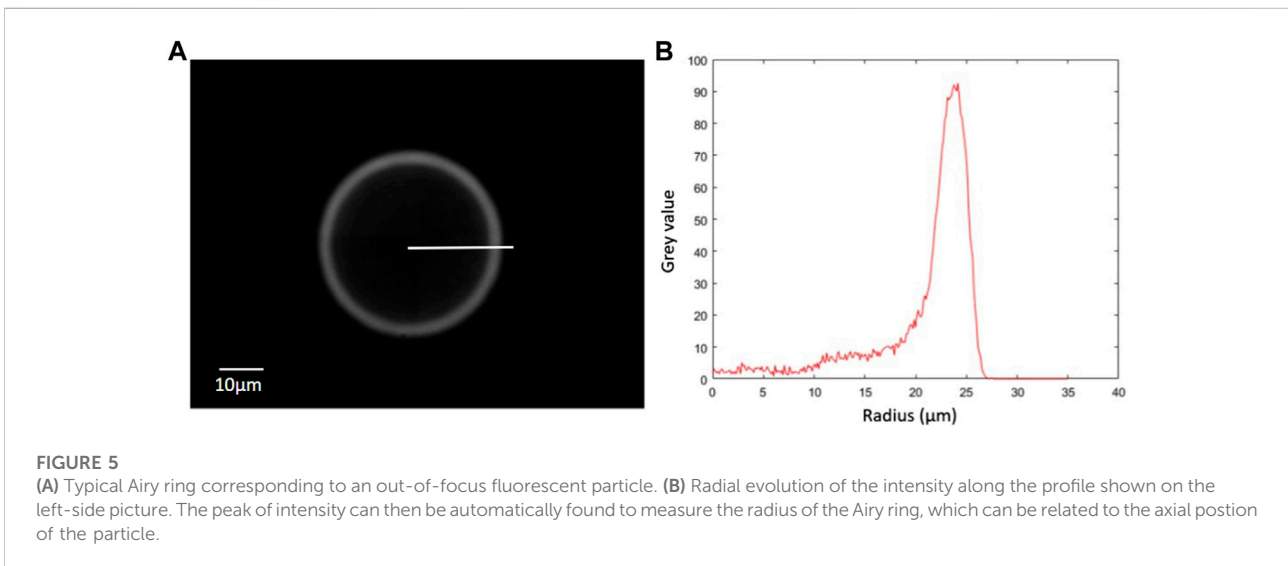 A
B
10µm
100
90
80
70
60
50
40
30
20
10
0
Grey value
0 5 10 15 20 25 30 35 40
Radius (µm)
FIGURE 5
(A) Typical Airy ring corresponding to an out-of-focus fluorescent particle. (B) Radial evolution of the intensity along the profile shown on the
left-side picture. The peak of intensity can then be automatically found to measure the radius of the Airy ring, which can be related to the axial postion
of the particle.